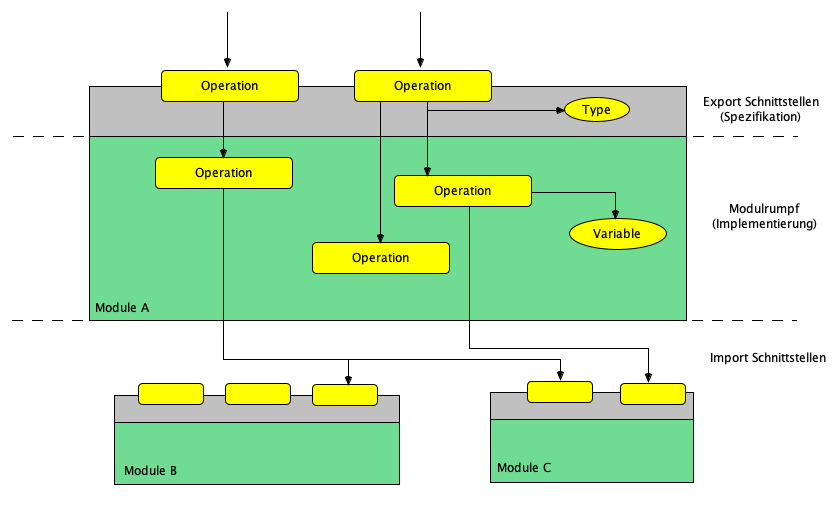 Operation
Operation
Type
Export Schnittstellen
(Spezifikation)
Operation
Operation
Variable
Operation
Modulrumpf
(Implementierung)
Module A
Import Schnittstellen
Module B
Module C